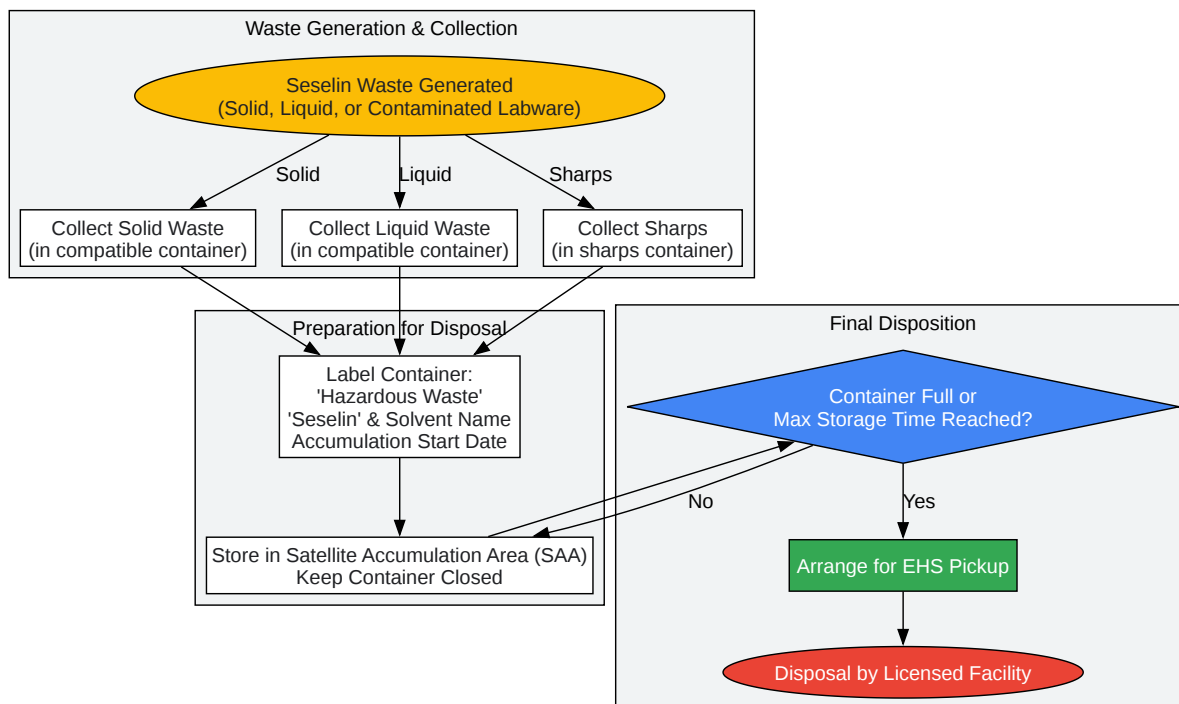 Waste Generation & Collection
Seselin Waste Generated
(Solid, Liquid, or Contaminated Labware)
Solid
Liquid
Sharps
Collect Solid Waste
(in compatible container)
Collect Liquid Waste
(in compatible container)
Collect Sharps
(in sharps container)
Preparation for Disposal
Label Container:
'Hazardous Waste'
'Seselin' & Solvent Name
Accumulation Start Date
Store in Satellite Accumulation Area (SAA)
Keep Container Closed
Final Disposition
Container Full or
Max Storage Time Reached?
No
Yes
Arrange for EHS Pickup
Disposal by Licensed Facility